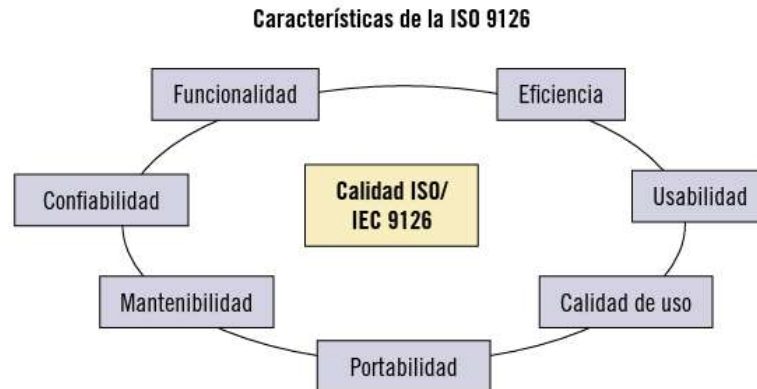 Características de la ISO 9126
Funcionalidad
Eficiencia
Confiabilidad
Calidad ISO/
IEC 9126
Usabilidad
Mantenibilidad
Calidad de uso
Portabilidad